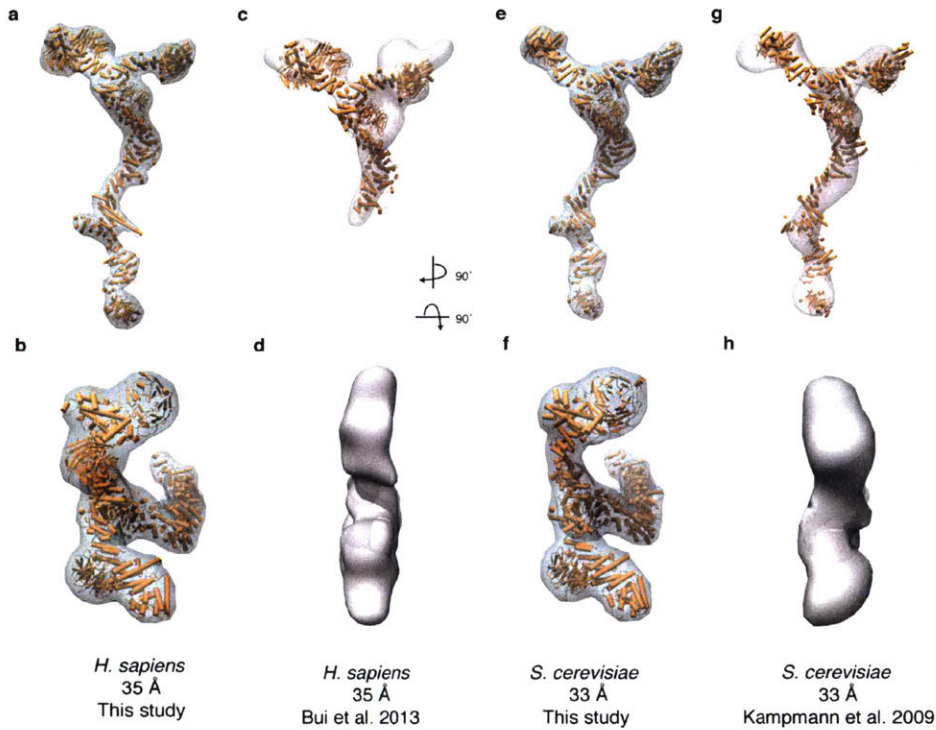 a
c
e
g
90°
90°
b
d
f
h
H. sapiens
35 Å
This study
H. sapiens
35 Å
Bui et al. 2013
S. cerevisiae
33 Å
This study
S. cerevisiae
33 Å
Kampmann et al. 2009